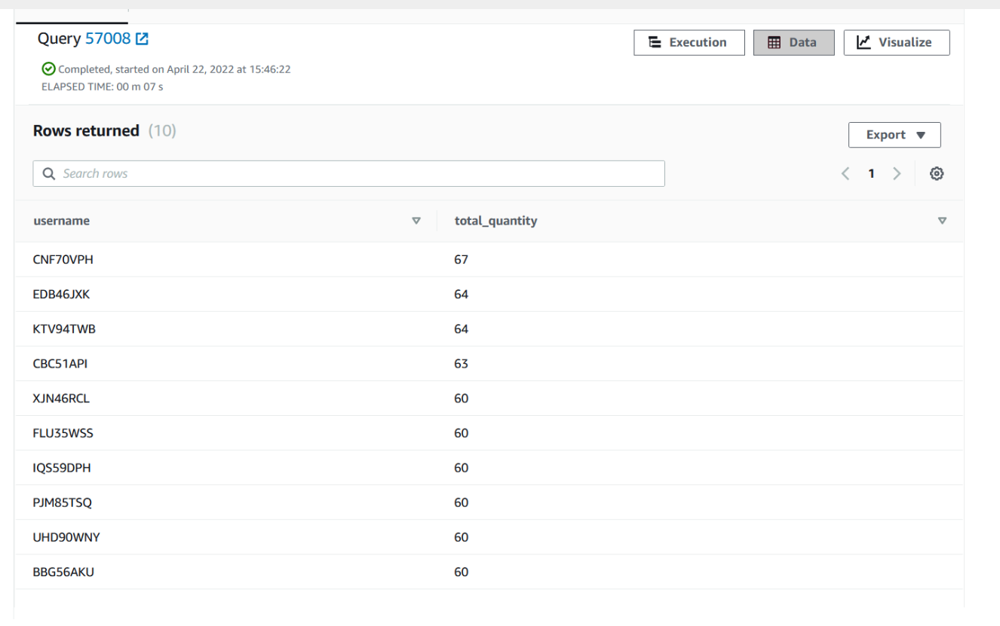 Query 57008
Execution
Data
Visualize
Completed, started on April 22, 2022 at 15:46:22
ELAPSED TIME: 00 m 07 s
Rows returned (10)
Export
Search rows
1
username total_quantity
CNF70VPH 67
EDB46JXK 64
KTV94TWB 64
CBC51API 63
XJN46RCL 60
FLU35WSS 60
IQS59DPH 60
PJM85TSQ 60
UHD90WNY 60
BBG56AKU 60